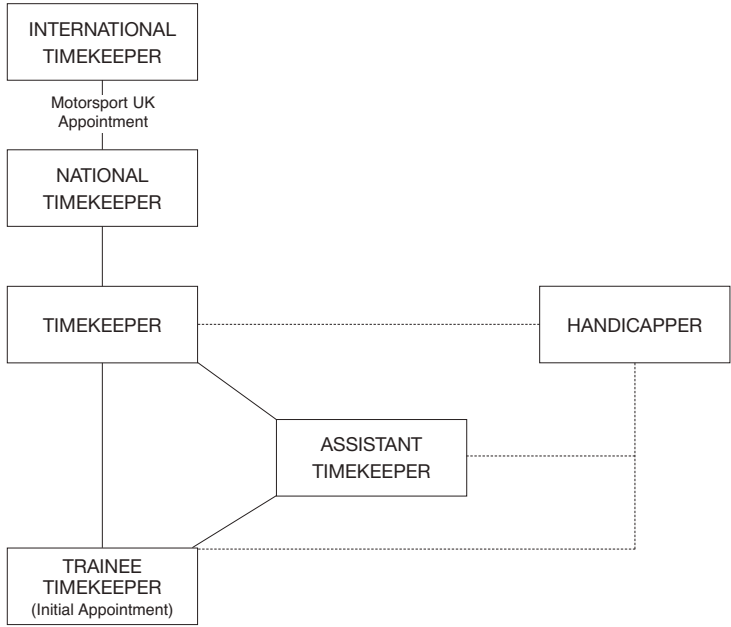 INTERNATIONAL
TIMEKEEPER
Motorsport UK
Appointment
NATIONAL
TIMEKEEPER
TIMEKEEPER
HANDICAPPER
ASSISTANT
TIMEKEEPER
TRAINEE
TIMEKEEPER
(Initial Appointment)